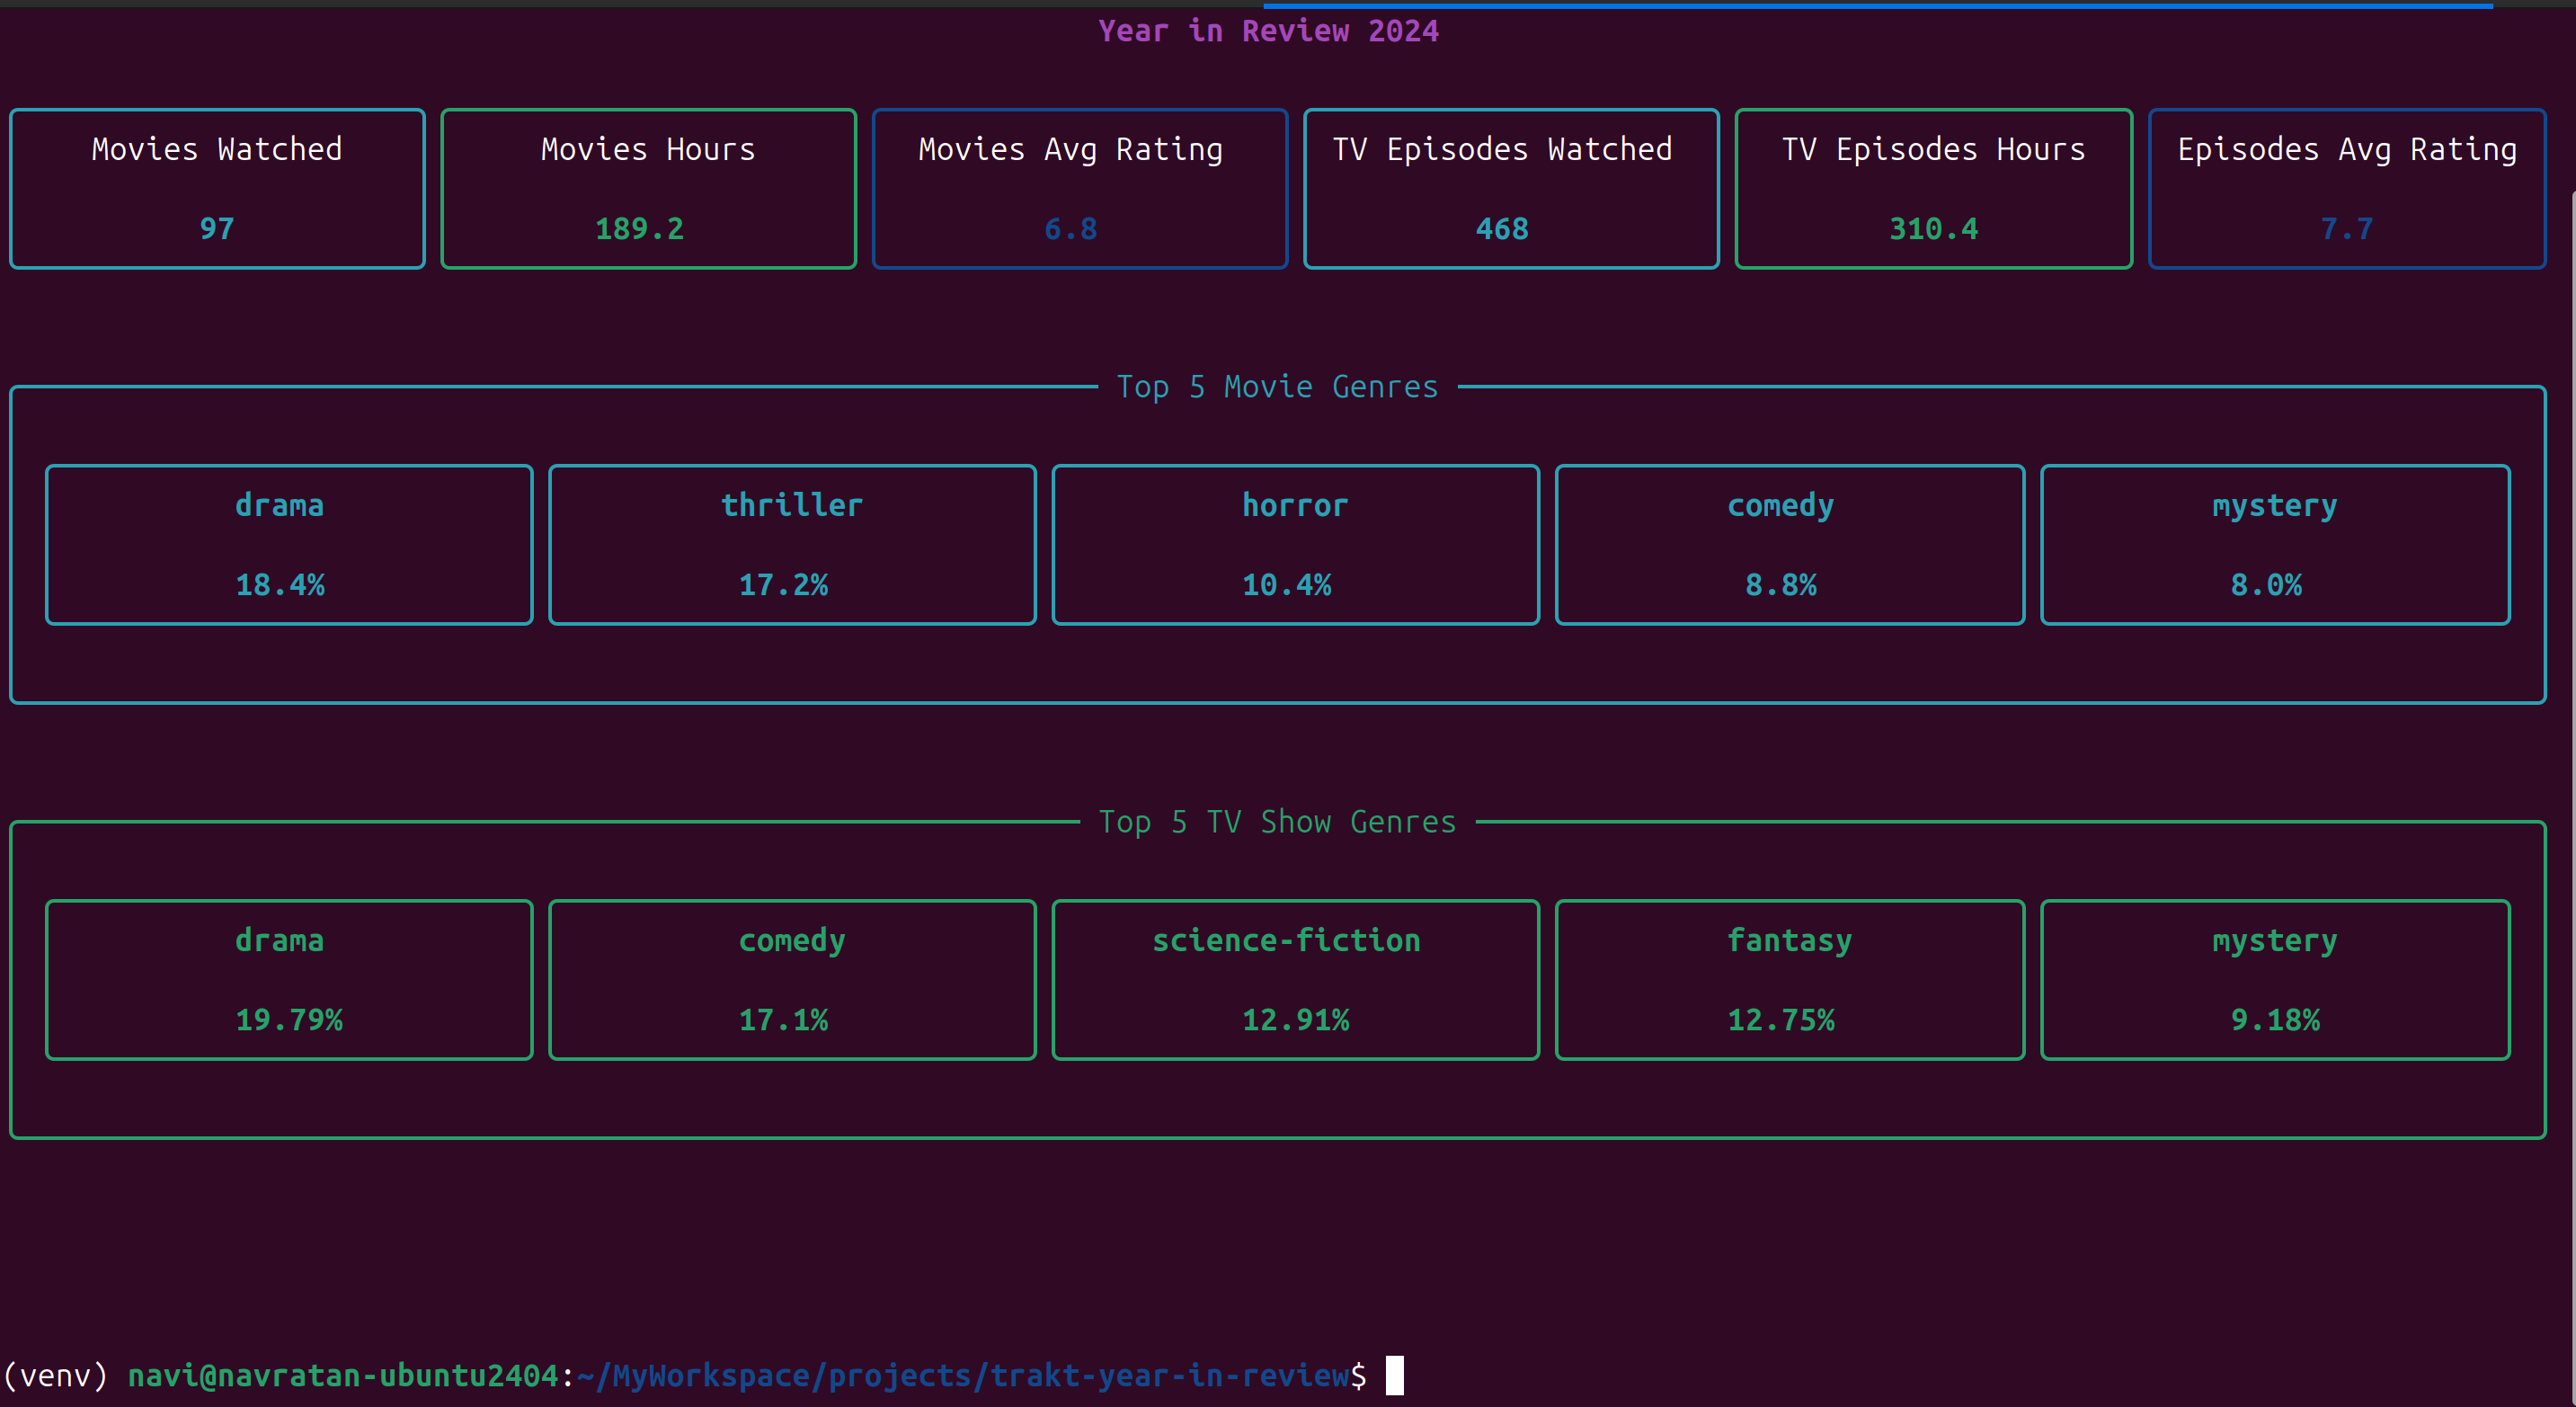 Year in Review 2024
Movies Watched Movies Hours Movies Avg Rating TV Episodes Watched TV Episodes Hours Episodes Avg Rating
97 189.2 6.8 468 310.4 7.7
Top 5 Movie Genres
drama thriller horror comedy mystery
18.4% 17.2% 10.4% 8.8% 8.0%
Top 5 TV Show Genres
drama comedy science-fiction fantasy mystery
19.79% 17.1% 12.91% 12.75% 9.18%
(venv) navi@navratan-ubuntu2404:~/MyWorkspace/projects/trakt-year-in-review$